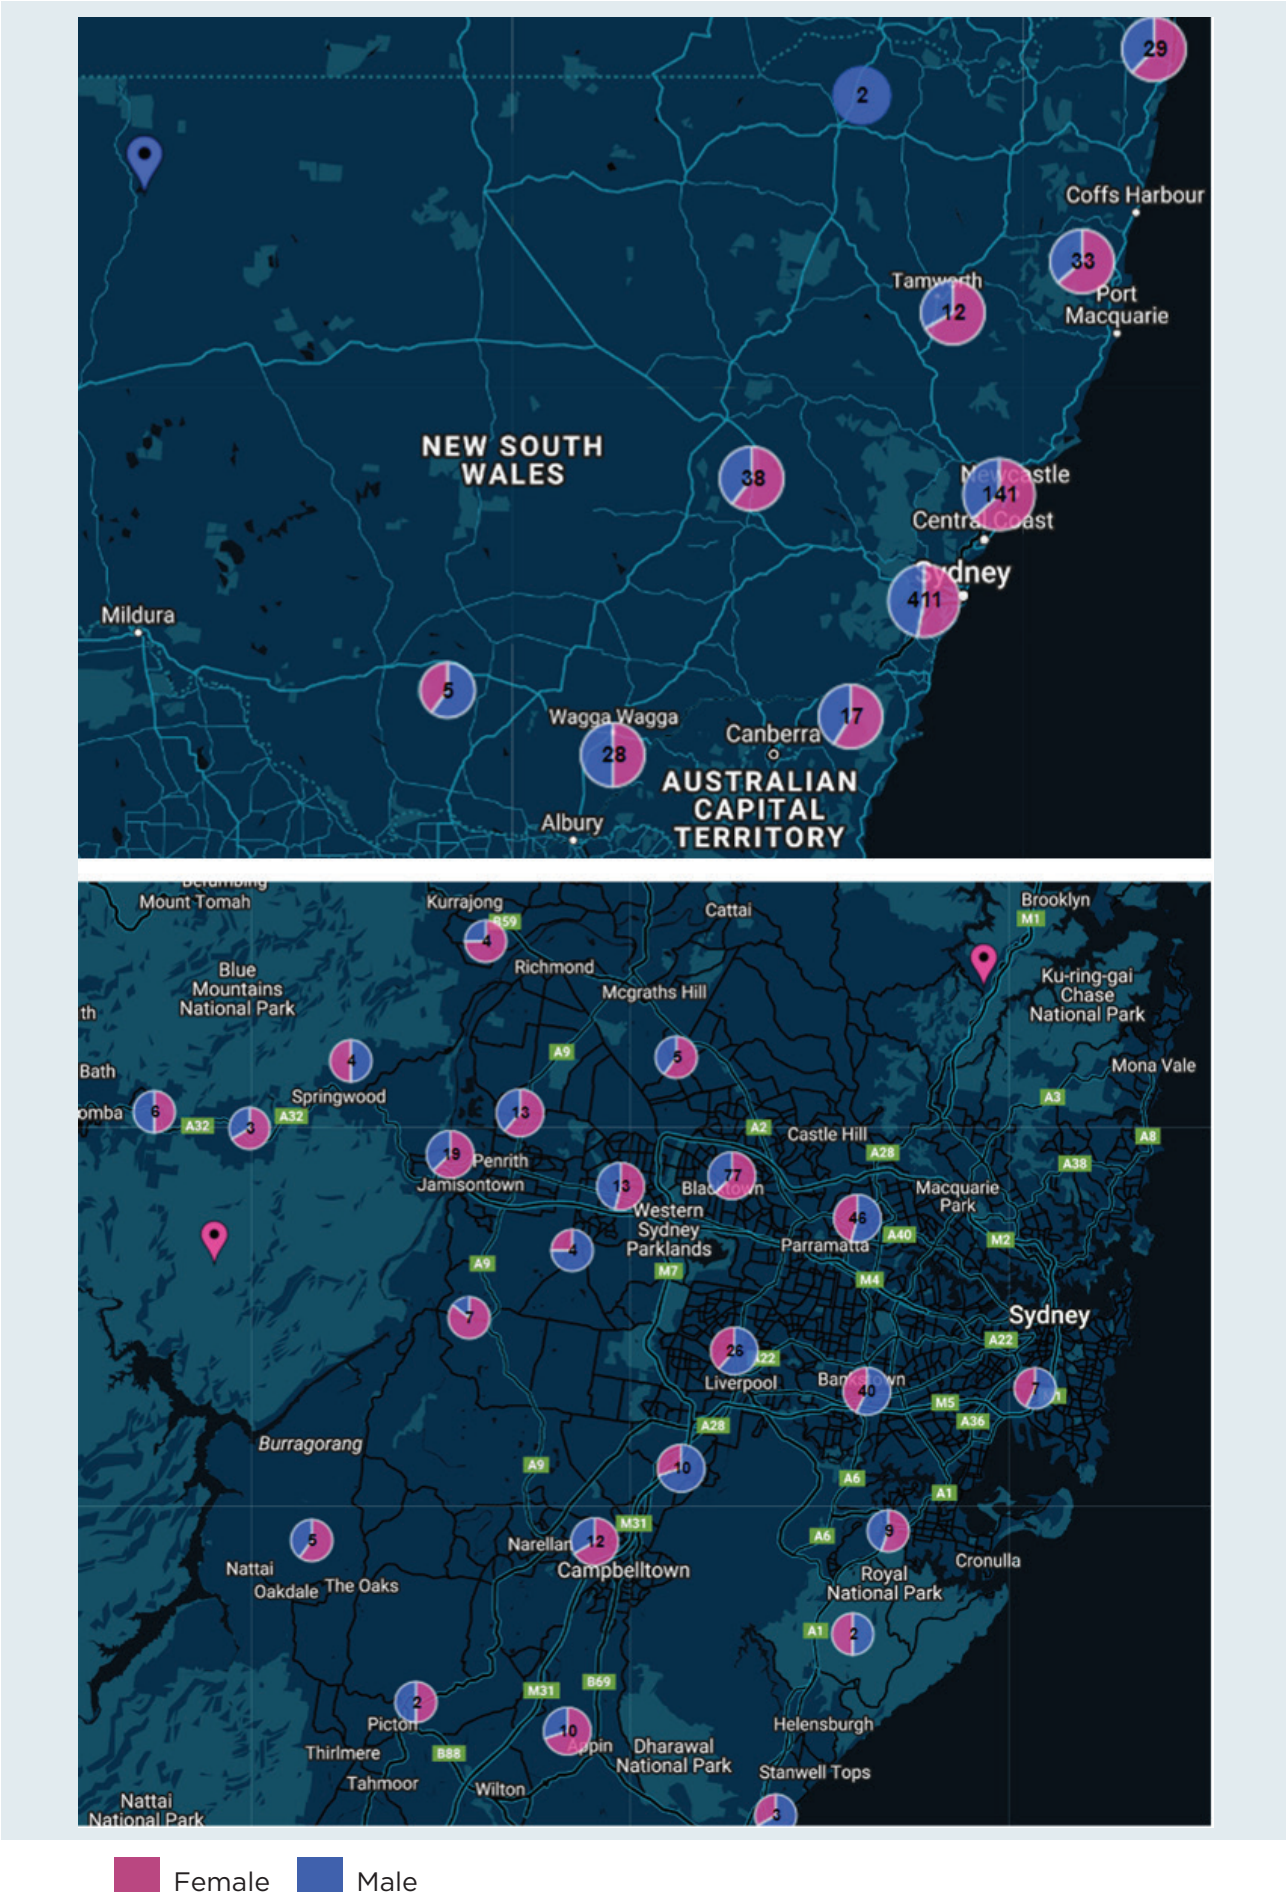 29
2
Coffs Harbour
33
Tamworth
12
Port
Macquarie
NEW SOUTH
WALES
38
Newcastle
141
Central Coast
Sydney
411
Mildura
5
Wagga Wagga
28
17
Canberra
AUSTRALIAN
CAPITAL
TERRITORY
Albury
Mount Tomah
Kurrajong
B59
4
Cattai
Brooklyn
M1
Blue
Mountains
National Park
Richmond
Mcgraths Hill
Ku-ring-gai
Chase
National Park
th
A9
5
4
Mona Vale
Bath
Springwood
A3
omba
6
A32
3
A32
13
A2
Castle Hill
A8
A28
A38
19
Penrith
Jamisontown
13
77
Blacktown
Macquarie
Park
Western
Sydney
Parklands
46
Parramatta
A40
M2
4
A9
M7
M4
7
Sydney
A22
26
A22
Liverpool
Bankstown
40
7
M5
A36
A28
Burragorang
A9
10
A6
A1
5
Narellan
12
M31
Campbelltown
A6
9
Cronulla
Nattai
Oakdale
The Oaks
Royal
National Park
A1
2
2
Picton
M31
B69
10
Appin
Helensburgh
Thirlmere
B88
Dharawal
National Park
Tahmoor
Wilton
Stanwell Tops
Nattai
National Park
3
Female
Male